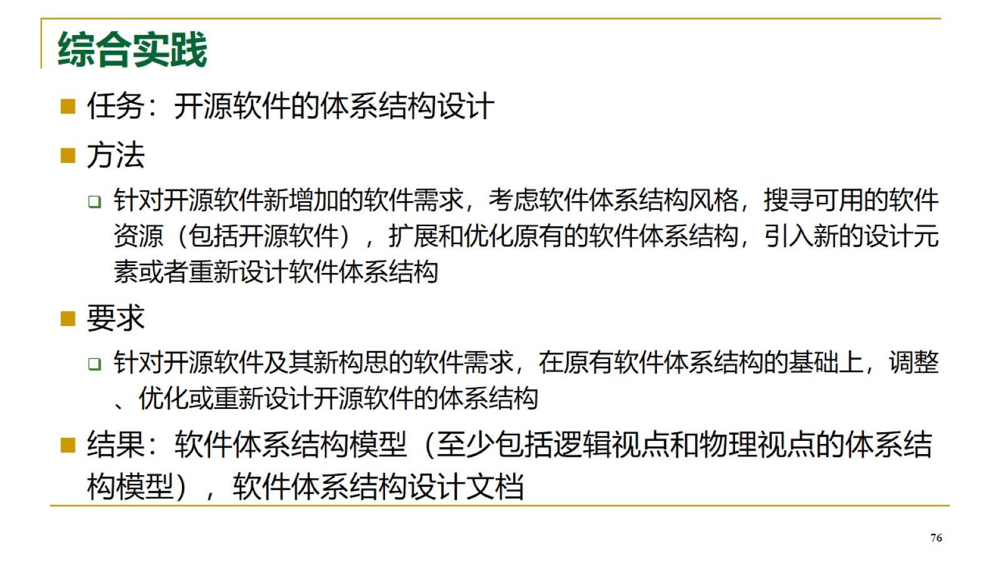 综合实践
任务：开源软件的体系结构设计
方法
针对开源软件新增加的软件需求，考虑软件体系结构风格，搜寻可用的软件
资源（包括开源软件），扩展和优化原有的软件体系结构，引入新的设计元
素或者重新设计软件体系结构
要求
针对开源软件及其新构思的软件需求，在原有软件体系结构的基础上，调整
、优化或重新设计开源软件的体系结构
结果：软件体系结构模型（至少包括逻辑视点和物理视点的体系结
构模型），软件体系结构设计文档
76